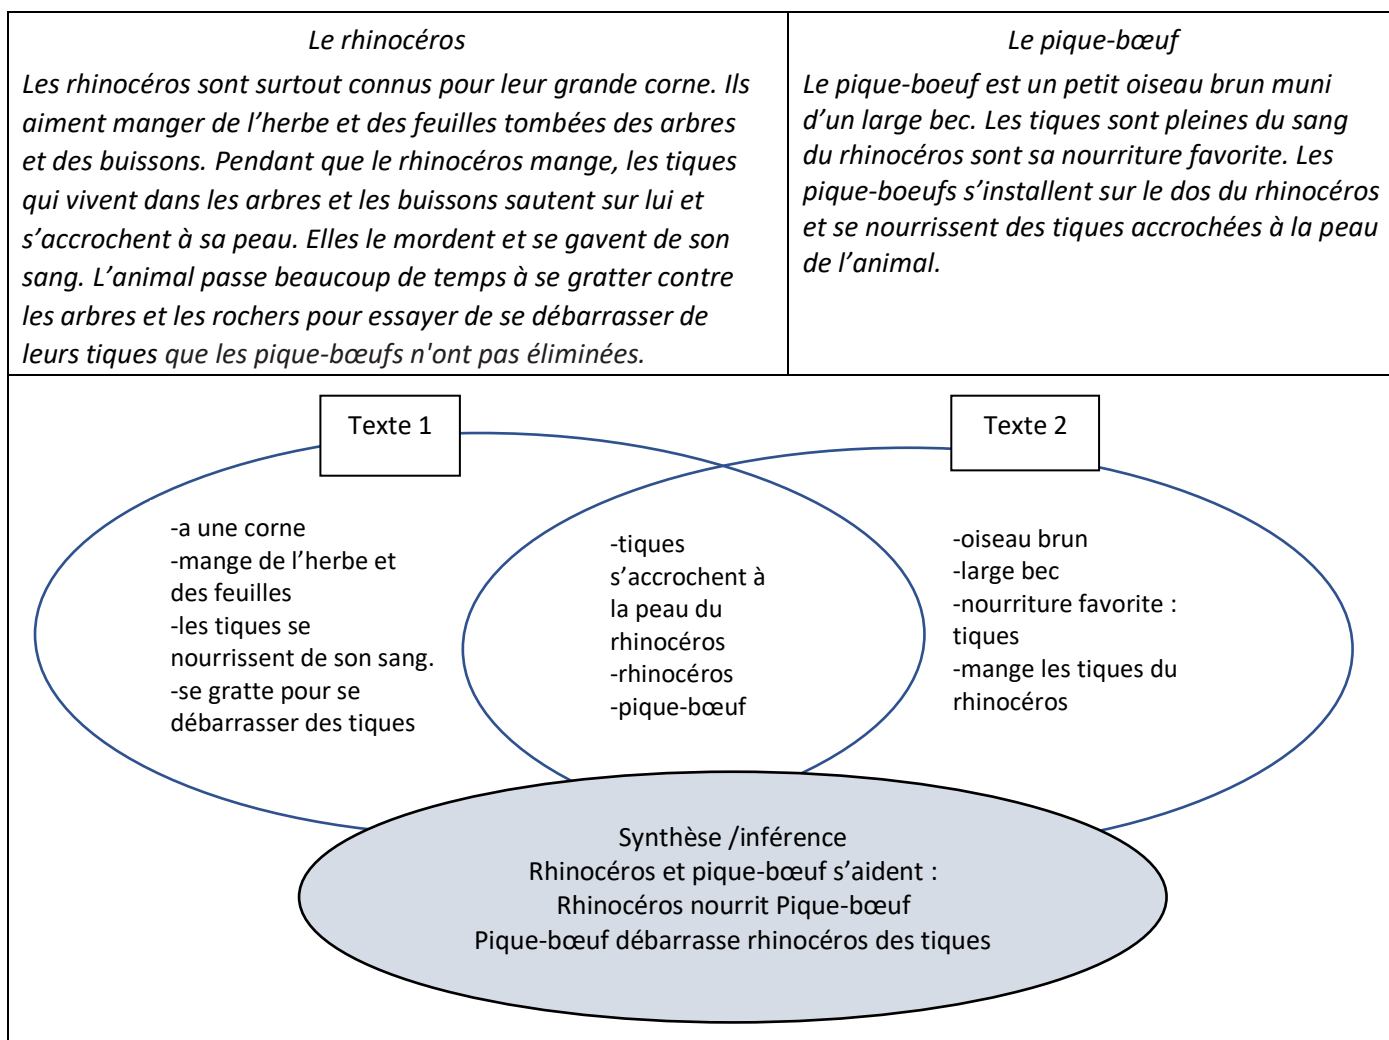 Le rhinocéros
Les rhinocéros sont surtout connus pour leur grande corne. Ils
aiment manger de l’herbe et des feuilles tombées des arbres
et des buissons. Pendant que le rhinocéros mange, les tiques
qui vivent dans les arbres et les buissons sautent sur lui et
s’accrochent à sa peau. Elles le mordent et se gavent de son
sang. L’animal passe beaucoup de temps à se gratter contre
les arbres et les rochers pour essayer de se débarrasser de
leurs tiques que les pique-bœufs n'ont pas éliminées.
Le pique-bœuf
Le pique-boeuf est un petit oiseau brun muni
d’un large bec. Les tiques sont pleines du sang
du rhinocéros sont sa nourriture favorite. Les
pique-boeufs s’installent sur le dos du rhinocéros
et se nourrissent des tiques accrochées à la peau
de l’animal.
Texte 1
-a une corne
-mange de l’herbe et
des feuilles
-les tiques se
nourrissent de son sang.
-se gratte pour se
débarrasser des tiques
-tiques
s’accrochent à
la peau du
rhinocéros
-rhinocéros
-pique-bœuf
Texte 2
-oiseau brun
-large bec
-nourriture favorite :
tiques
-mange les tiques du
rhinocéros
Synthèse /inférence
Rhinocéros et pique-bœuf s’aident :
Rhinocéros nourrit Pique-bœuf
Pique-bœuf débarrasse rhinocéros des tiques